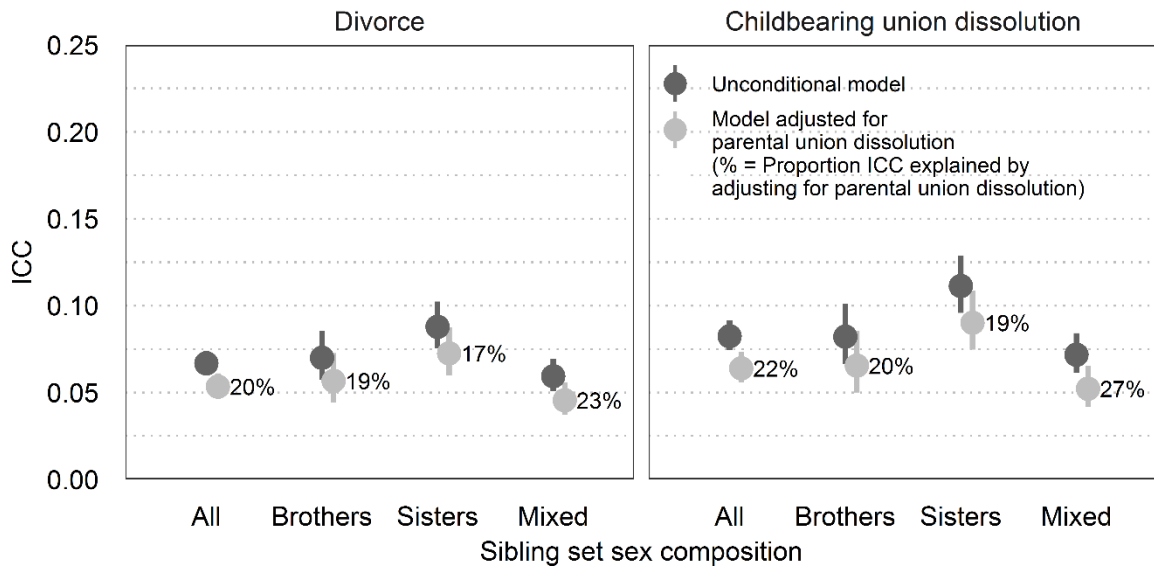 Divorce
Childbearing union dissolution
0.25
0.20
0.15
0.10
0.05
0.00
ICC
Unconditional model
Model adjusted for
parental union dissolution
(% = Proportion ICC explained by
adjusting for parental union dissolution)
20%
19%
17%
23%
22%
20%
19%
27%
All Brothers Sisters Mixed
All Brothers Sisters Mixed
Sibling set sex composition